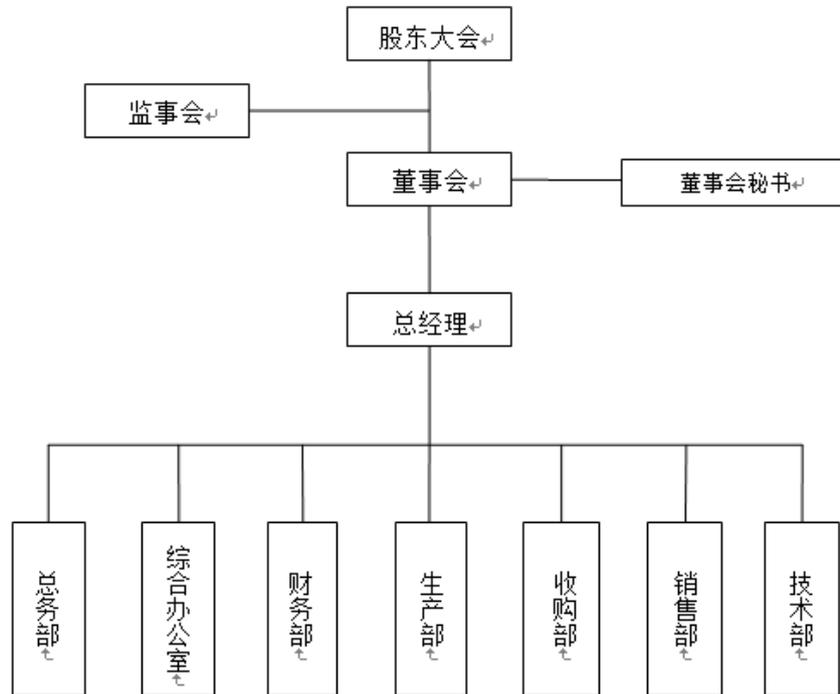 股东大会
监事会
董事会
董事会秘书
总经理
总务部
综合办公室
财务部
生产部
收购部
销售部
技术部